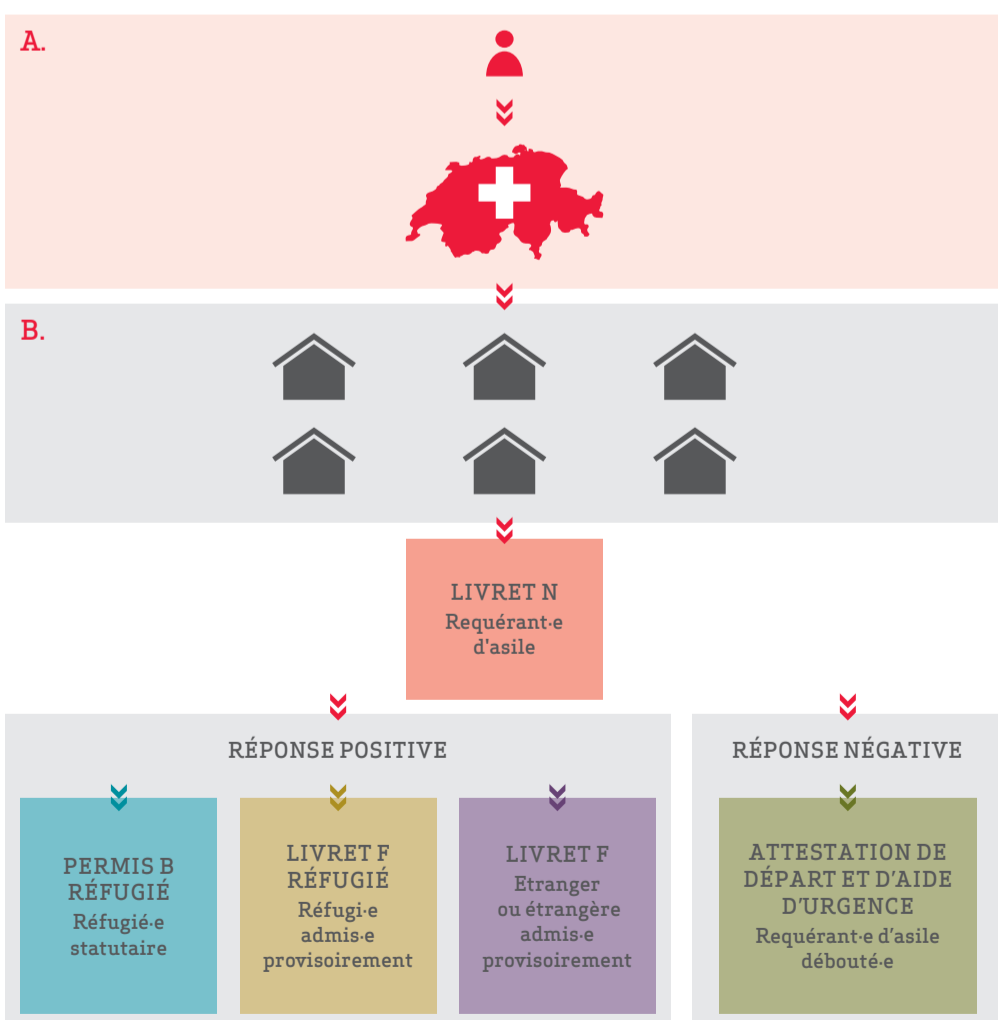 A.
B.
LIVRET N
Requérant·e
d'asile
RÉPONSE POSITIVE
RÉPONSE NÉGATIVE
PERMIS B
RÉFUGIÉ
Réfugié·e
statutaire
LIVRET F
RÉFUGIÉ
Réfugi·e
admis·e
provisoirement
LIVRET F
Etranger
ou étrangère
admis·e
provisoirement
ATTESTATION DE
DÉPART ET D'AIDE
D'URGENCE
Requérant·e d'asile
débouté·e